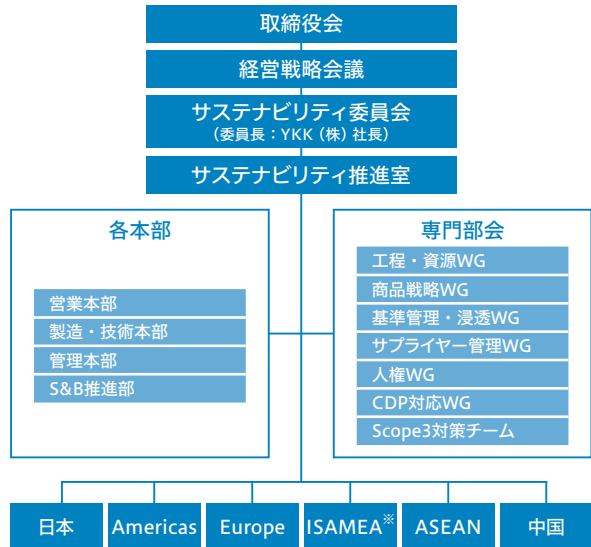 取締役会
経営戦略会議
サステナビリティ委員会
(委員長：YKK（株）社長)
サステナビリティ推進室
各本部
営業本部
製造・技術本部
管理本部
S&B推進部
専門部会
工程・資源WG
商品戦略WG
基準管理・浸透WG
サプライヤー管理WG
人権WG
CDP対応WG
Scope3対策チーム
日本
Americas
Europe
ISAMEA※
ASEAN
中国